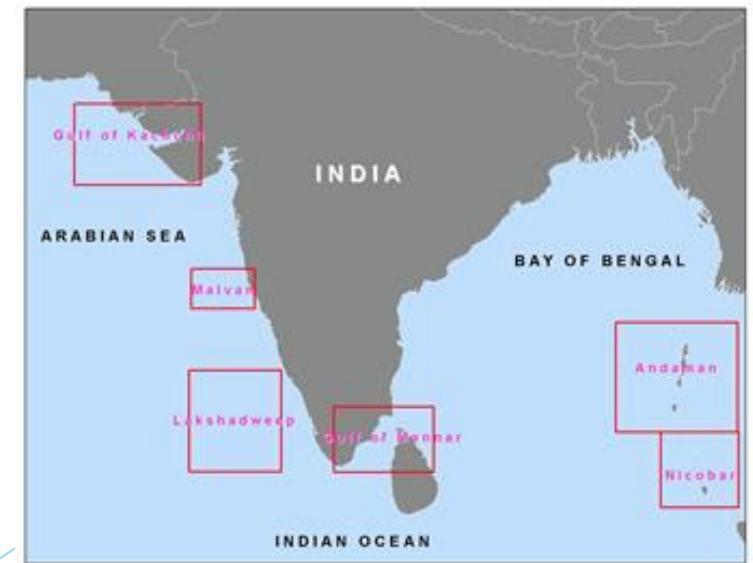 Gulf of Kachchh
INDIA
ARABIAN SEA
BAY OF BENGAL
Malvan
Andaman
Lakshadweep
Gulf of Mannar
Nicobar
INDIAN OCEAN